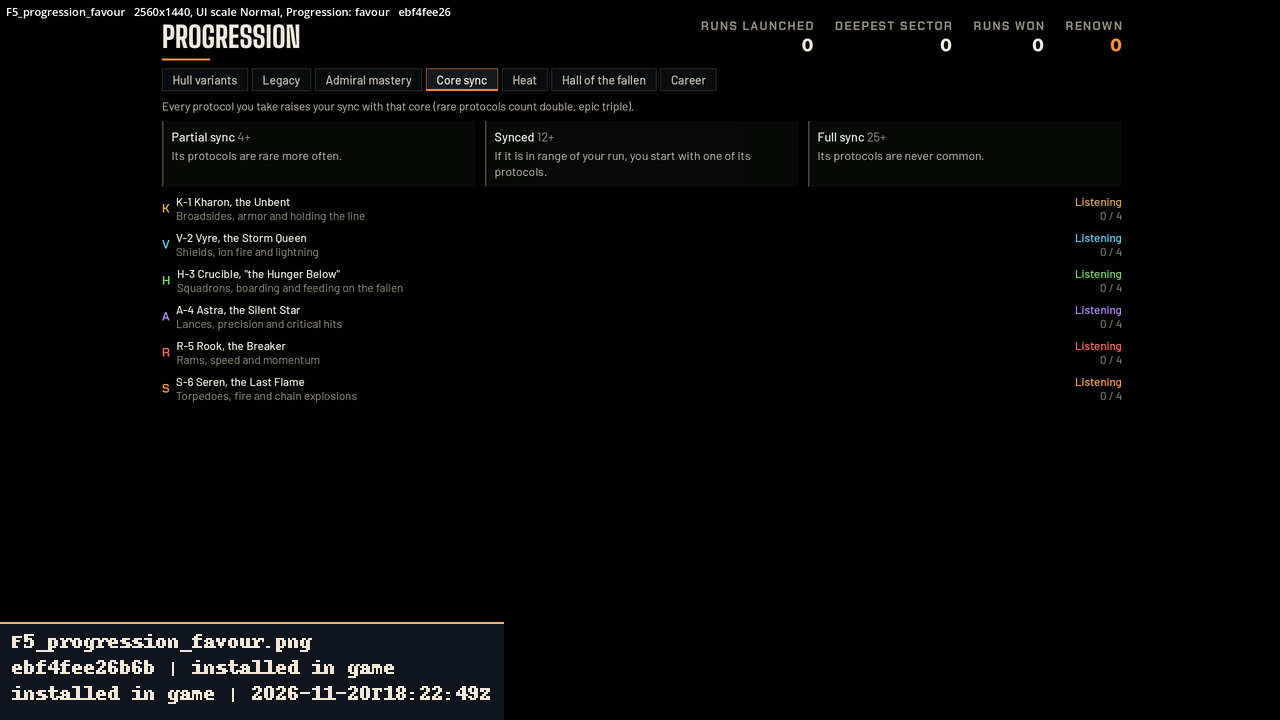 F5_progression_favour 2560x1440, UI scale Normal, Progression: favour ebf4fee26
PROGRESSION
RUNS LAUNCHED DEEPEST SECTOR RUNS WON RENOWN
0 0 0 0
Hull variants Legacy Admiral mastery Core sync Heat Hall of the fallen Career
Every protocol you take raises your sync with that core (rare protocols count double, epic triple).
Partial sync 4+
Its protocols are rare more often.
Synced 12+
If it is in range of your run, you start with one of its
protocols.
Full sync 25+
Its protocols are never common.
K K-1 Kharon, the Unbent Listening
Broadsides, armor and holding the line 0 / 4
V V-2 Vyre, the Storm Queen Listening
Shields, ion fire and lightning 0 / 4
H H-3 Crucible, "the Hunger Below" Listening
Squadrons, boarding and feeding on the fallen 0 / 4
A A-4 Astra, the Silent Star Listening
Lances, precision and critical hits 0 / 4
R R-5 Rook, the Breaker Listening
Rams, speed and momentum 0 / 4
S S-6 Seren, the Last Flame Listening
Torpedoes, fire and chain explosions 0 / 4
F5_progression_favour.png
ebf4fee26b6b | installed in game
installed in game | 2026-11-20T18:22:49Z